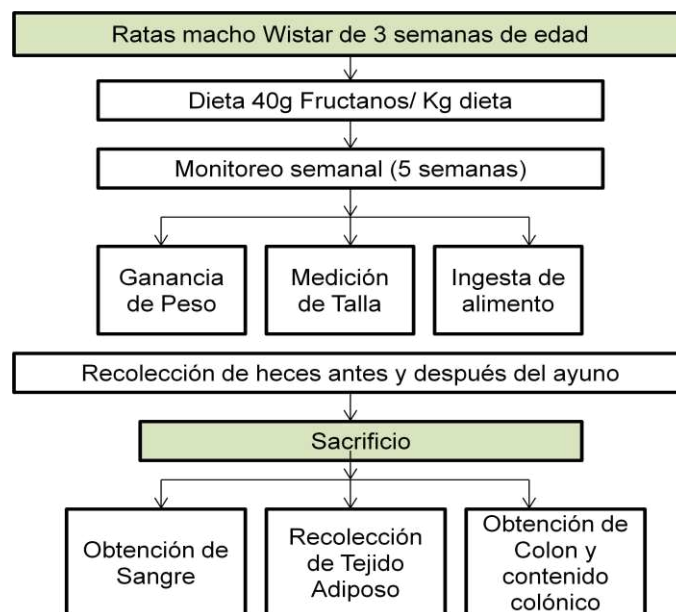 Ratas macho Wistar de 3 semanas de edad
Dieta 40g Fructanos/ Kg dieta
Monitoreo semanal (5 semanas)
Ganancia
de Peso
Medición
de Talla
Ingesta de
alimento
Recolección de heces antes y después del ayuno
Sacrificio
Obtención de
Sangre
Recolección
de Tejido
Adiposo
Obtención de
Colon y
contenido
colónico